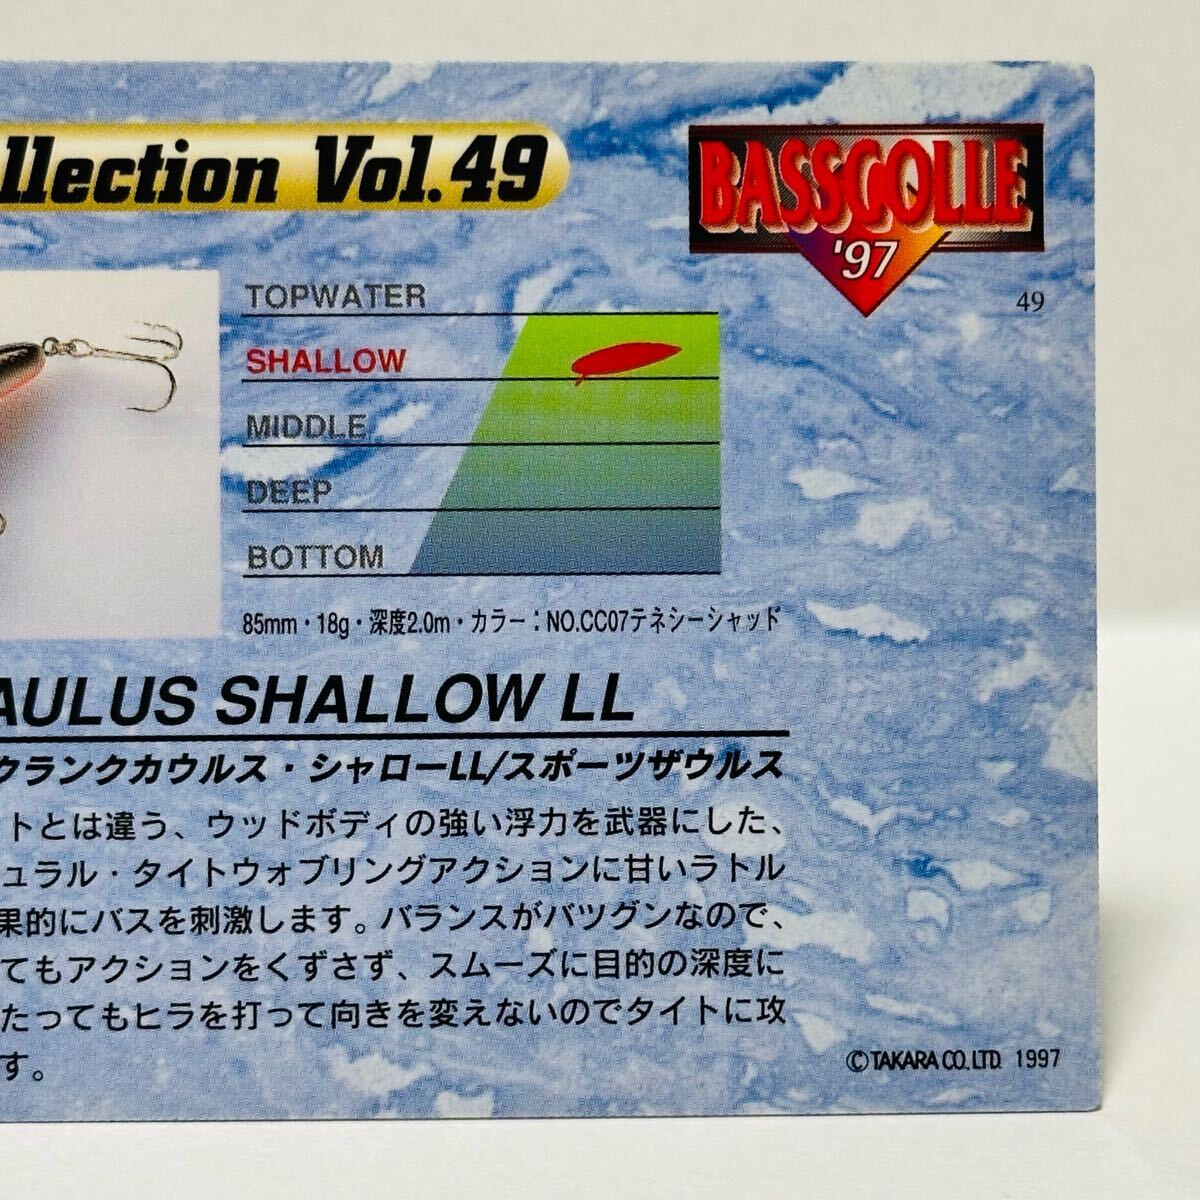 llection Vol.49
BASSCOLLE
'97
49
TOPWATER
SHALLOW
MIDDLE
DEEP
BOTTOM
85mm・18g・深度2.0m・カラー：NO.CC07テネシーシャッド
AULUS SHALLOW LL
クランクカウルス・シャローLL/スポーツザウルス
トとは違う、ウッドボディの強い浮力を武器にした、
ュラル・タイトウォブリングアクションに甘いラトル
果的にバスを刺激します。バランスがバツグンなので、
てもアクションをくずさず、スムーズに目的の深度に
たってもヒラを打って向きを変えないのでタイトに攻
す。
©TAKARA CO.,LTD. 1997